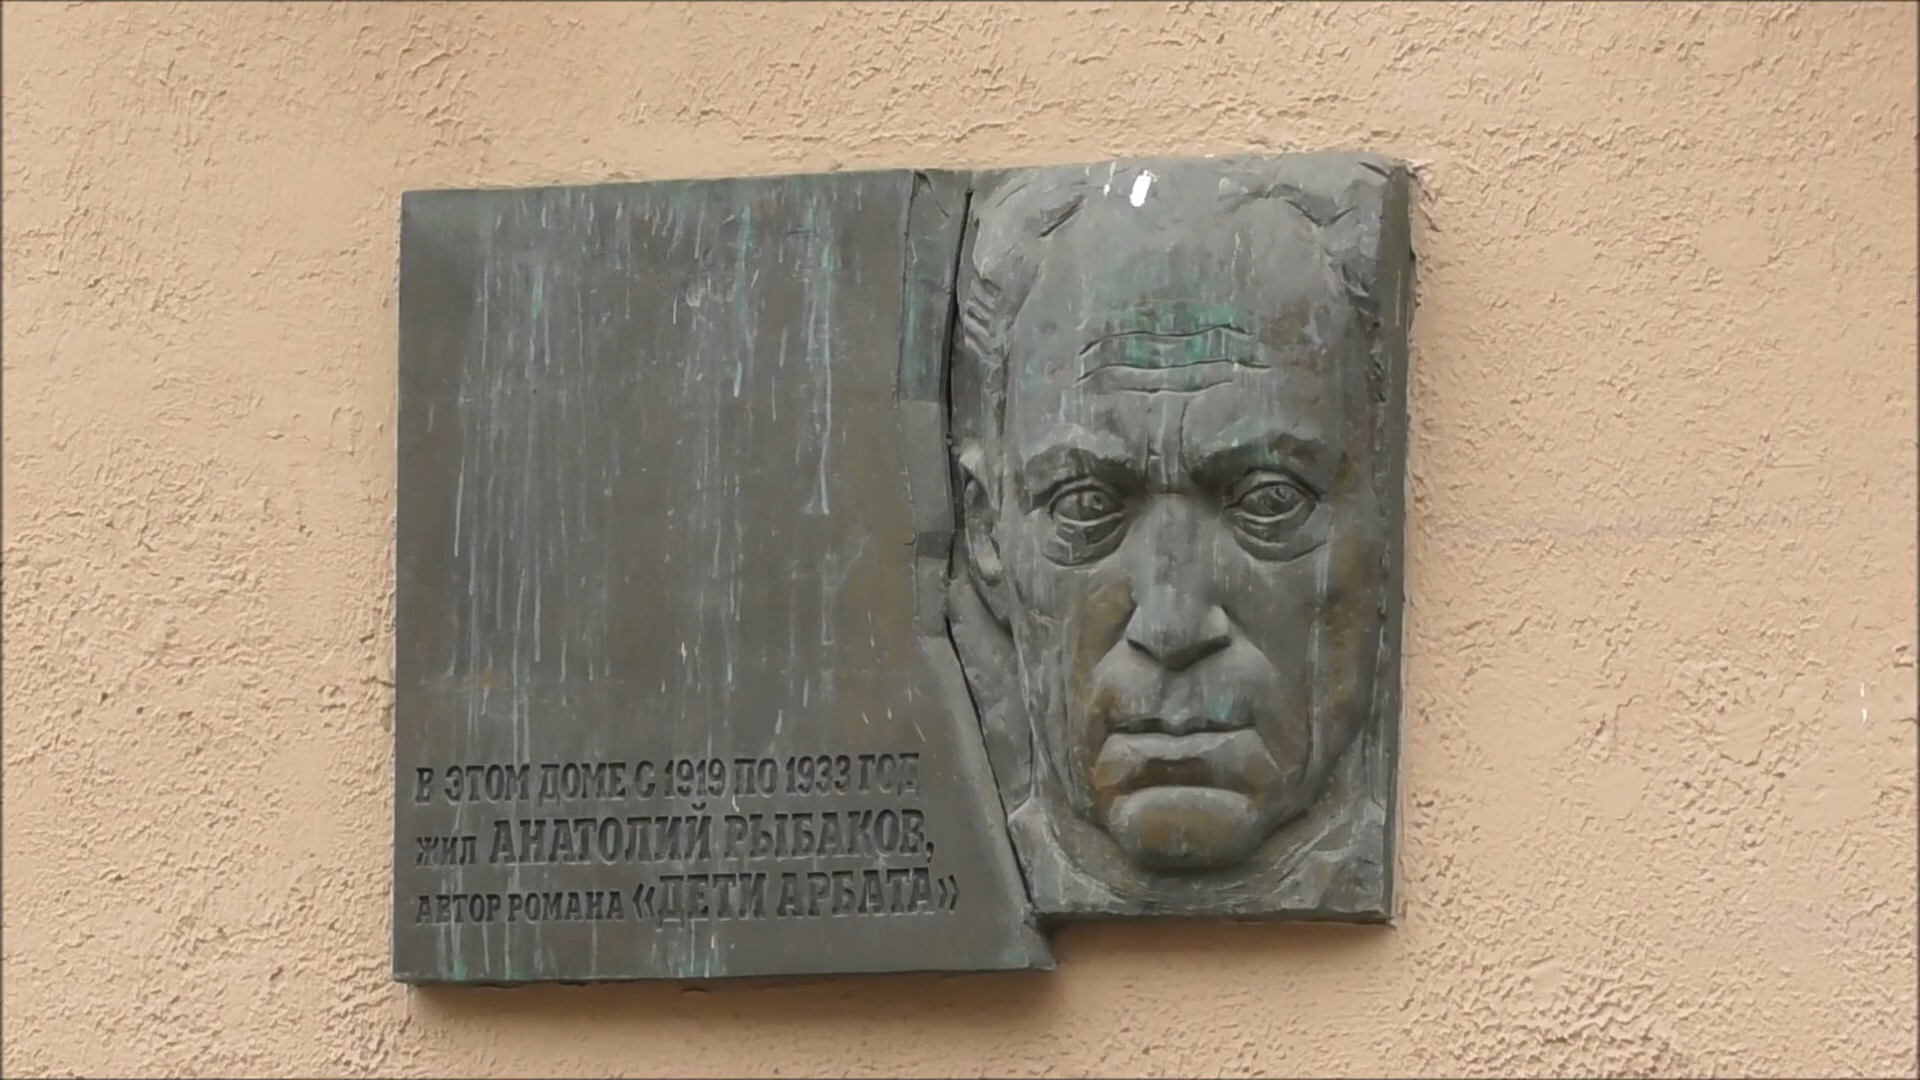 В ЭТОМ ДОМЕ С 1919 ПО 1933 ГОД
ЖИЛ АНАТОЛИЙ РЫБАКОВ,
АВТОР РОМАНА «ДЕТИ АРБАТА»